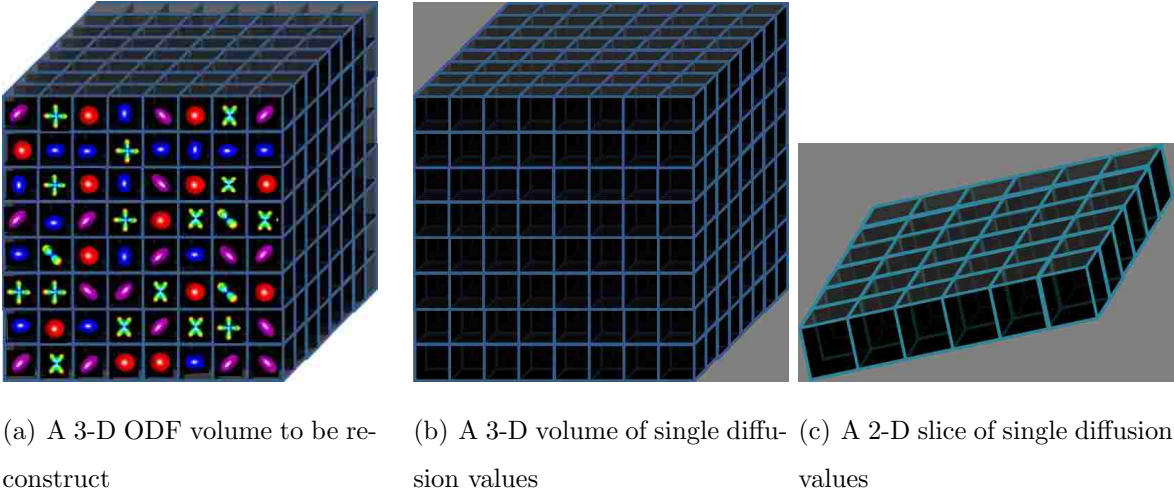 (a) A 3-D ODF volume to be re-
construct
(b) A 3-D volume of single diffu-
sion values
(c) A 2-D slice of single diffusion
values